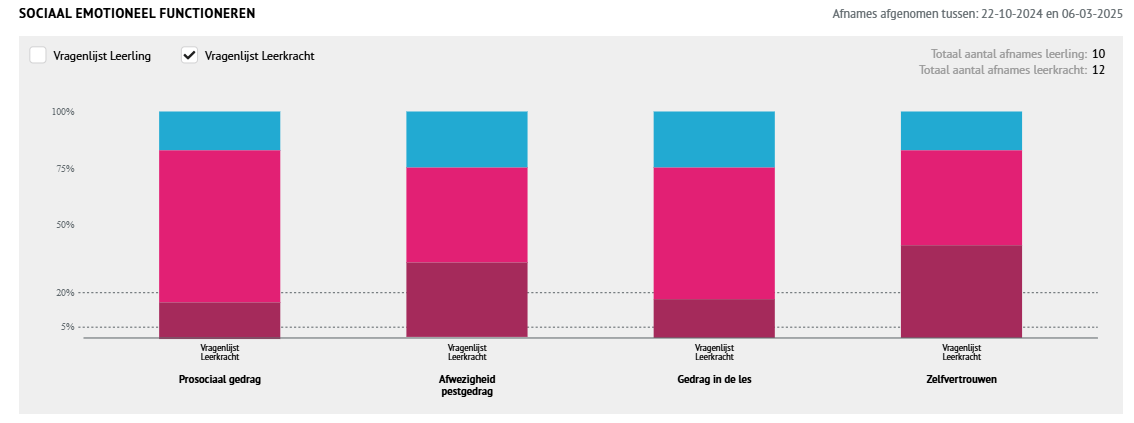 SOCIAAL EMOTIONEEL FUNCTIONEREN
Afnames afgenomen tussen: 22-10-2024 en 06-03-2025
Vragenlijst Leerling
Vragenlijst Leerkracht
Totaal aantal afnames leerling: 10
Totaal aantal afnames leerkracht: 12
100%
75%
50%
20%
5%
Vragenlijst
Leerkracht
Prosociaal gedrag
Vragenlijst
Leerkracht
Afwezigheid
pestgedrag
Vragenlijst
Leerkracht
Gedrag in de les
Vragenlijst
Leerkracht
Zelfvertrouwen